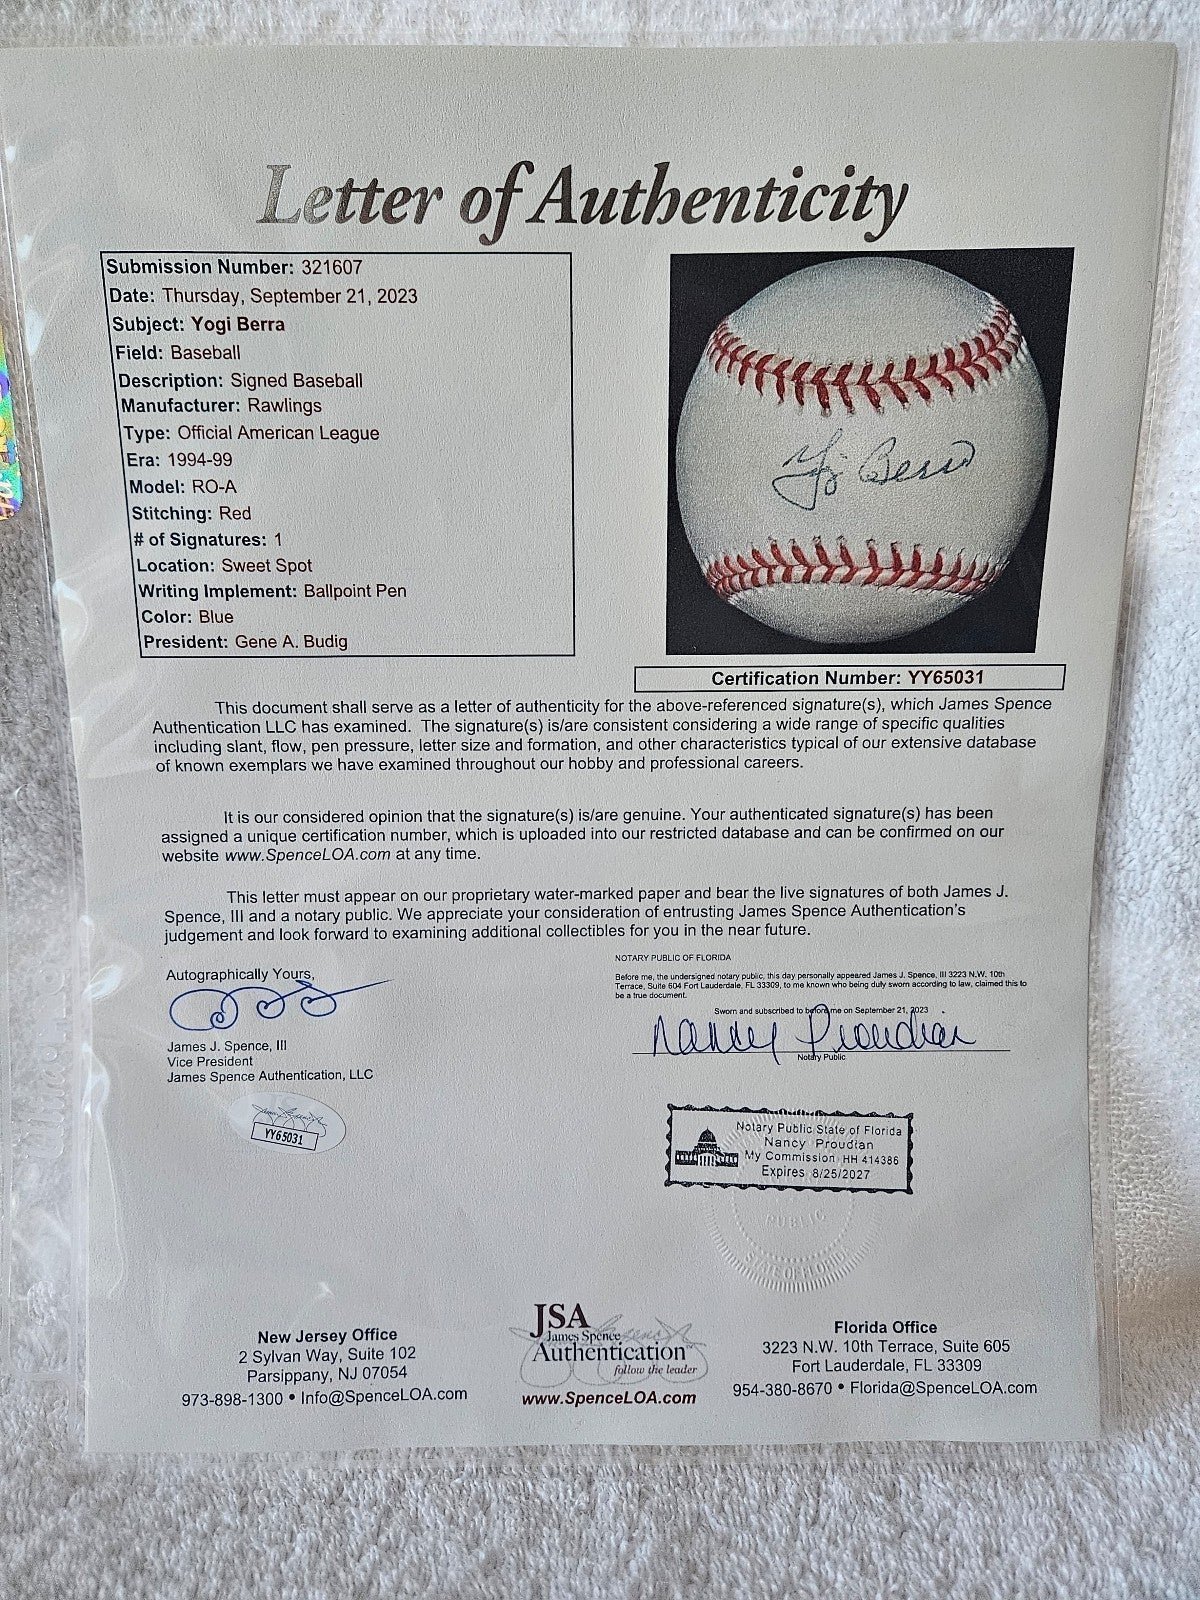 Letter of Authenticity
Submission Number: 321607
Date: Thursday, September 21, 2023
Subject: Yogi Berra
Field: Baseball
Description: Signed Baseball
Manufacturer: Rawlings
Type: Official American League
Era: 1994-99
Model: RO-A
Stitching: Red
# of Signatures: 1
Location: Sweet Spot
Writing Implement: Ballpoint Pen
Color: Blue
President: Gene A. Budig
Yogi Berra
Certification Number: YY65031
This document shall serve as a letter of authenticity for the above-referenced signature(s), which James Spence
Authentication LLC has examined. The signature(s) is/are consistent considering a wide range of specific qualities
including slant, flow, pen pressure, letter size and formation, and other characteristics typical of our extensive database
of known exemplars we have examined throughout our hobby and professional careers.
It is our considered opinion that the signature(s) is/are genuine. Your authenticated signature(s) has been
assigned a unique certification number, which is uploaded into our restricted database and can be confirmed on our
website www.SpenceLOA.com at any time.
This letter must appear on our proprietary water-marked paper and bear the live signatures of both James J.
Spence, III and a notary public. We appreciate your consideration of entrusting James Spence Authentication's
judgement and look forward to examining additional collectibles for you in the near future.
Autographically Yours,
James J. Spence, III
Vice President
James Spence Authentication, LLC
YY65031
NOTARY PUBLIC OF FLORIDA
Before me, the undersigned notary public, this day personally appeared James J. Spence, III 3223 N.W. 10th
Terrace, Suite 604 Fort Lauderdale, FL 33309, to me known who being duly sworn according to law, claimed this to
be a true document.
Sworn and subscribed to before me on September 21, 2023
Nancy Proudian
Notary Public
Notary Public State of Florida
Nancy Proudian
My Commission HH 414386
Expires 8/25/2027
PUBLIC
STATE OF FLORIDA
New Jersey Office
2 Sylvan Way, Suite 102
Parsippany, NJ 07054
973-898-1300 • Info@SpenceLOA.com
JSA
James Spence
Authentication
follow the leader
www.SpenceLOA.com
Florida Office
3223 N.W. 10th Terrace, Suite 605
Fort Lauderdale, FL 33309
954-380-8670 • Florida@SpenceLOA.com